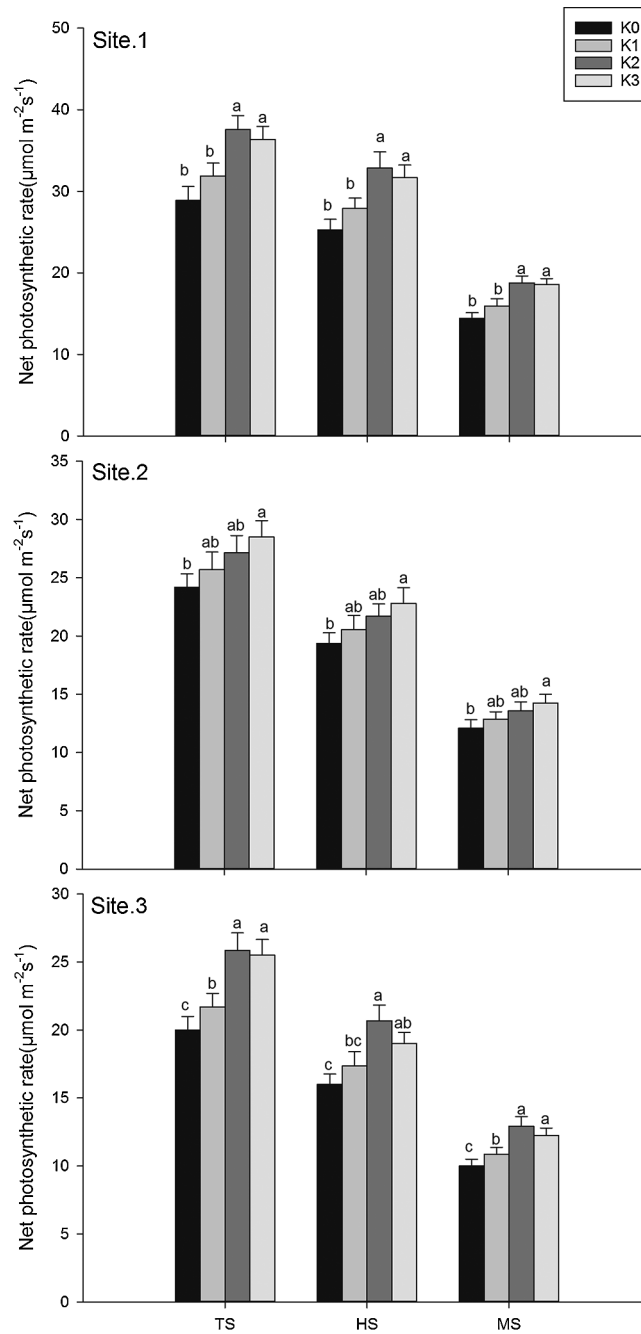 K0
K1
K2
K3
Site.1
Net photosynthetic rate(μmol m⁻²s⁻¹)
50
40
30
20
10
0
b b a a
b b a a
b b a a
Site.2
Net photosynthetic rate(μmol m⁻²s⁻¹)
35
30
25
20
15
10
5
0
b ab ab a
b ab ab a
b ab ab a
Site.3
Net photosynthetic rate(μmol m⁻²s⁻¹)
30
25
20
15
10
5
0
c b a a
c bc a ab
c b a a
TS HS MS